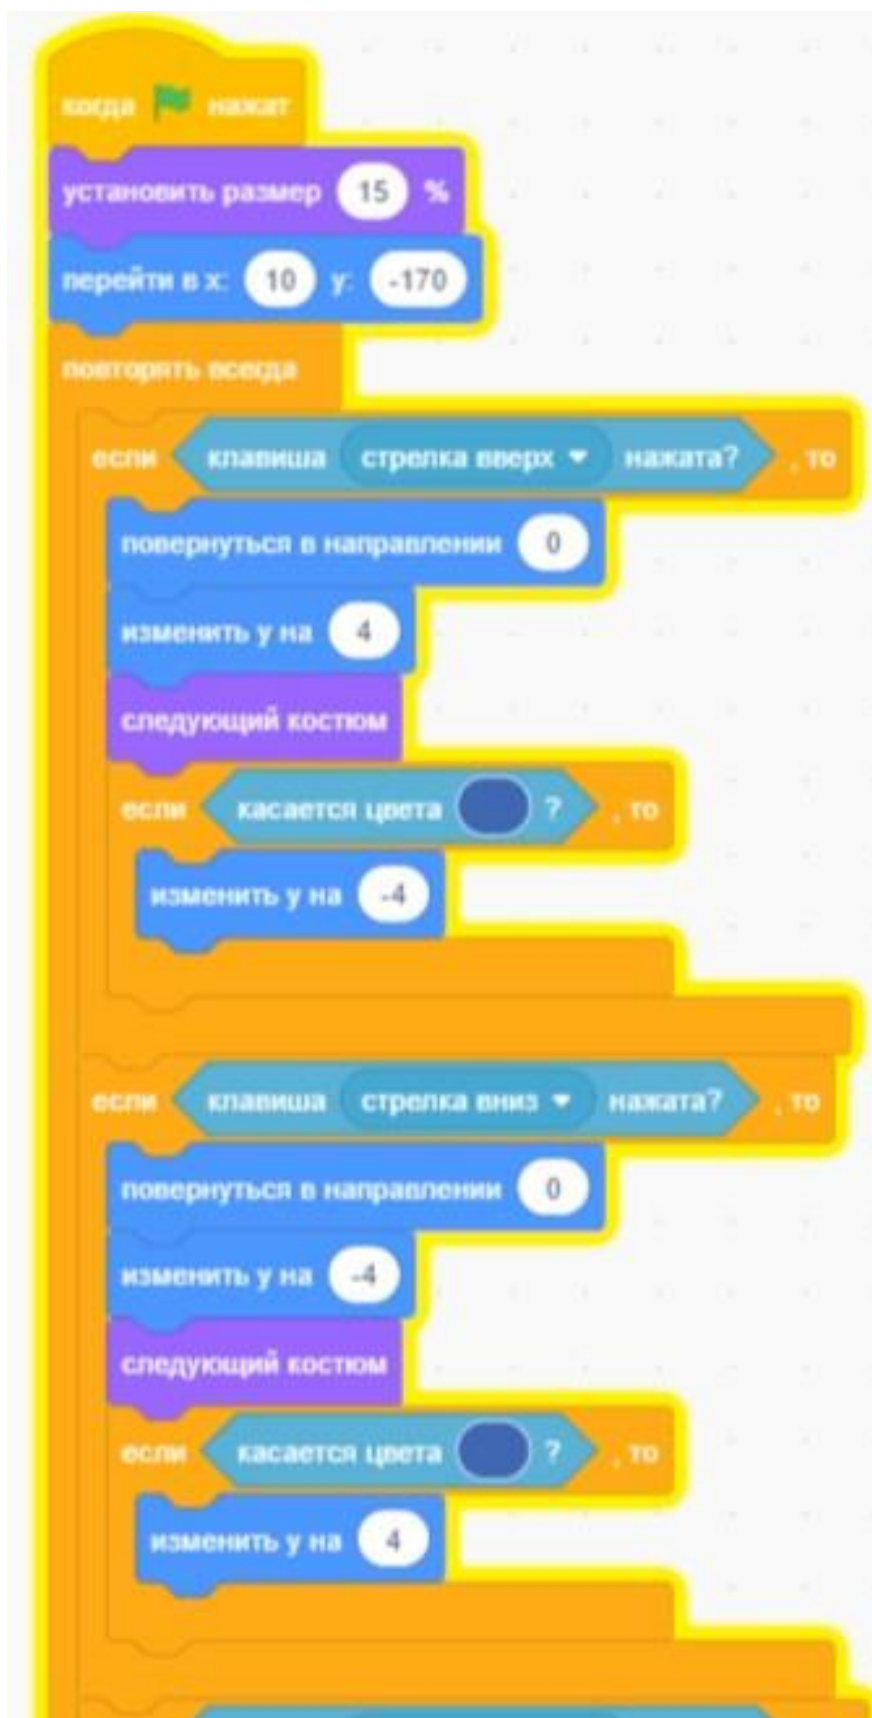 когда нажат
установить размер 15 %
перейти в x: 10 y: -170
повторять всегда
если клавиша стрелка вверх нажата? , то
повернуться в направлении 0
изменить y на 4
следующий костюм
если касается цвета ? , то
изменить y на -4
если клавиша стрелка вниз нажата? , то
повернуться в направлении 0
изменить y на -4
следующий костюм
если касается цвета ? , то
изменить y на 4